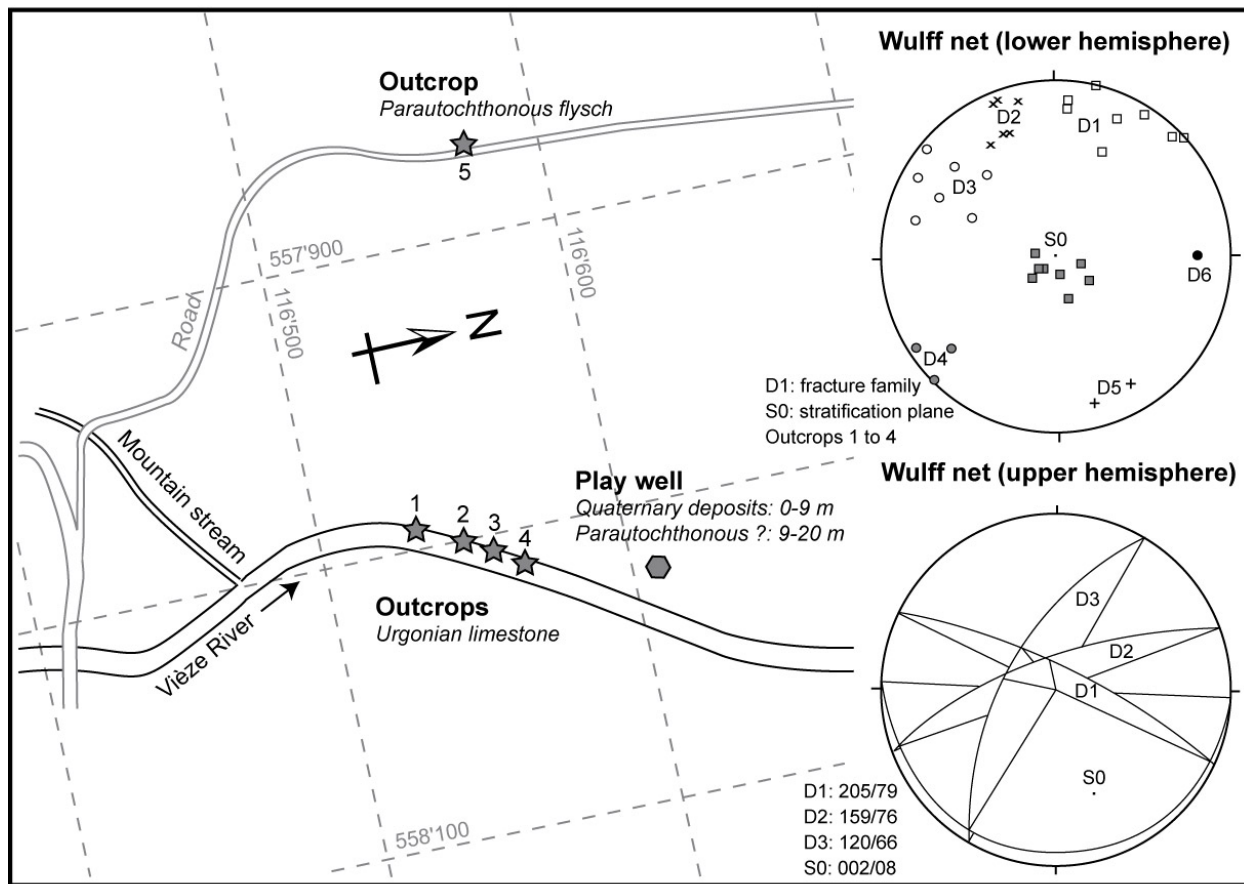 Outcrop
Parautochthonous flysch
5
557'900
116'500
116'600
Road
N
Mountain stream
1
2
3
4
Play well
Quaternary deposits: 0-9 m
Parautochthonous ?: 9-20 m
Outcrops
Urgonian limestone
Vièze River
558'100
Wulff net (lower hemisphere)
D2
D1
D3
S0
D6
D4
D5
D1: fracture family
S0: stratification plane
Outcrops 1 to 4
Wulff net (upper hemisphere)
D3
D2
D1
S0
D1: 205/79
D2: 159/76
D3: 120/66
S0: 002/08